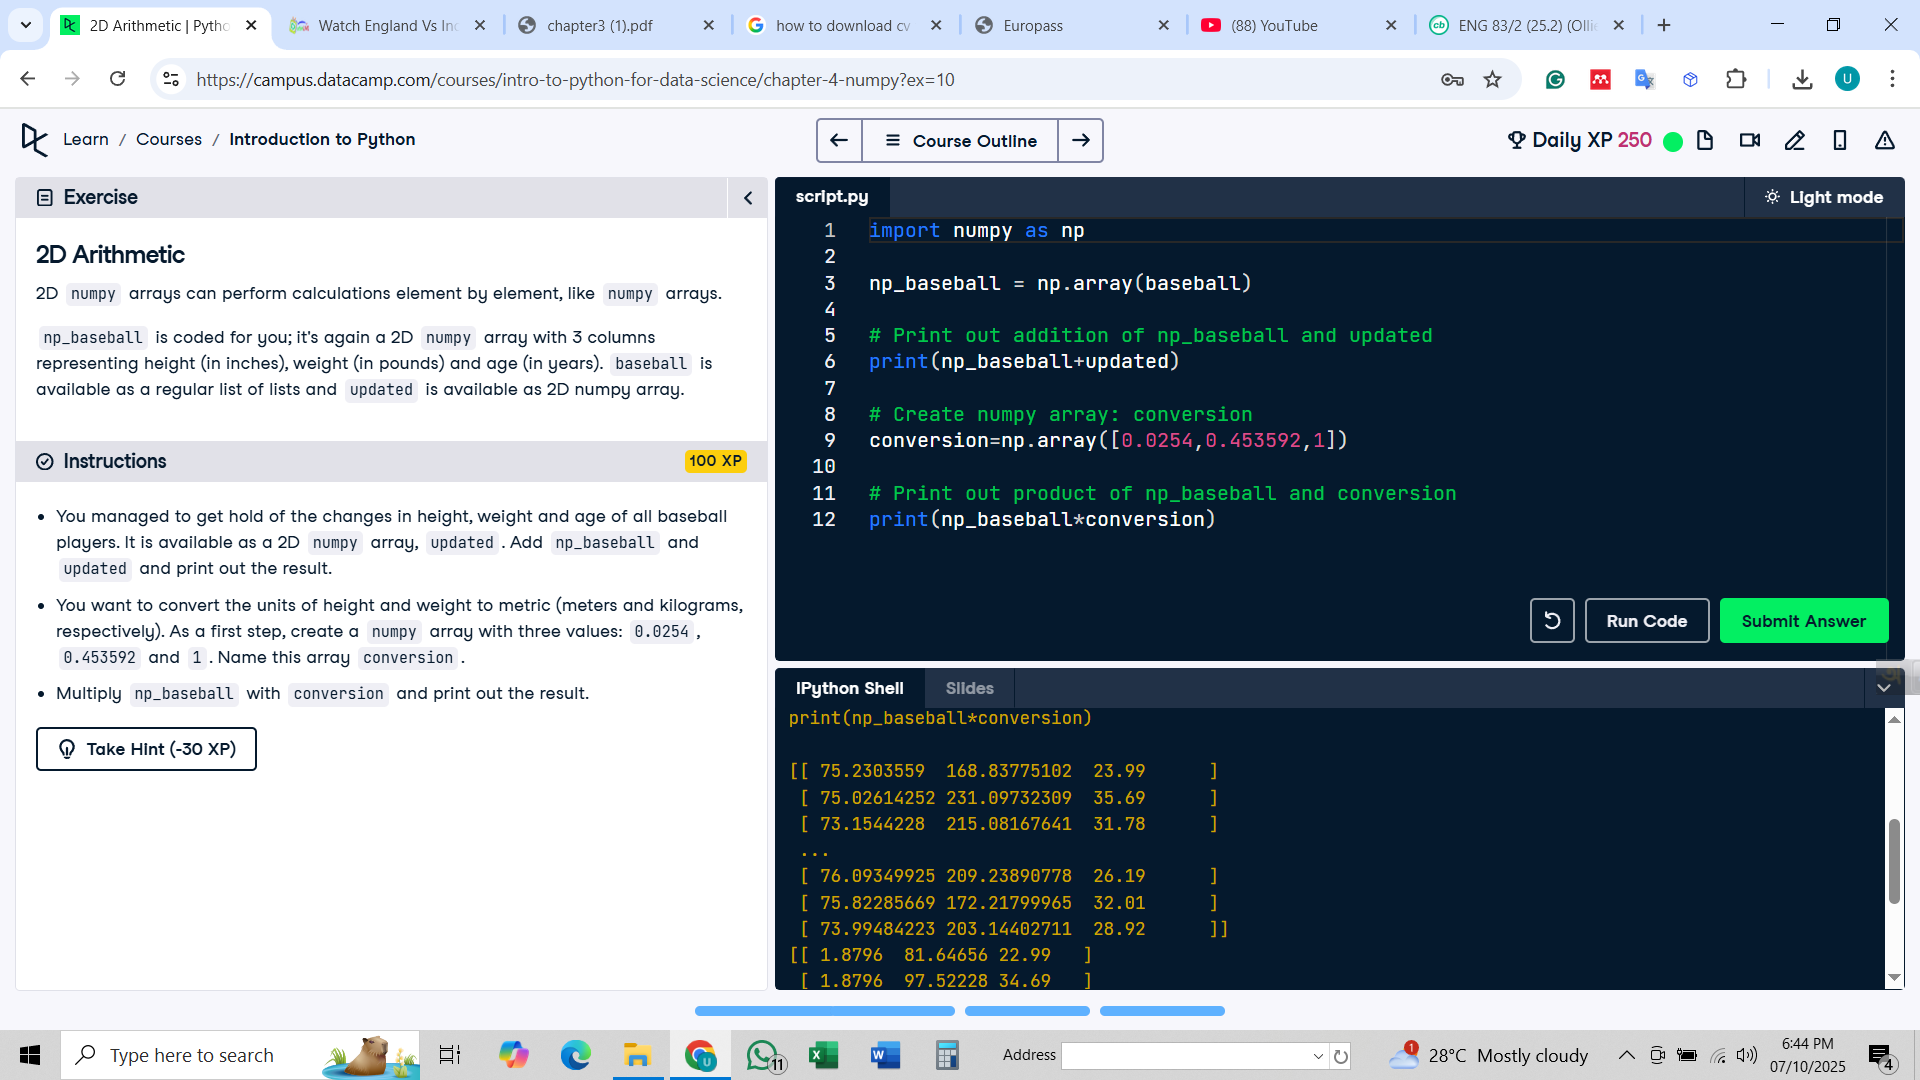 2D Arithmetic | Pytho
Watch England Vs In
chapter3 (1).pdf
how to download cv
Europass
(88) YouTube
ENG 83/2 (25.2) (Olli
https://campus.datacamp.com/courses/intro-to-python-for-data-science/chapter-4-numpy?ex=10
U
Learn / Courses / Introduction to Python
Course Outline
Daily XP 250
Exercise
2D Arithmetic
2D numpy arrays can perform calculations element by element, like numpy arrays.
np_baseball is coded for you; it's again a 2D numpy array with 3 columns
representing height (in inches), weight (in pounds) and age (in years). baseball is
available as a regular list of lists and updated is available as 2D numpy array.
Instructions
100 XP
• You managed to get hold of the changes in height, weight and age of all baseball
players. It is available as a 2D numpy array, updated. Add np_baseball and
updated and print out the result.
• You want to convert the units of height and weight to metric (meters and kilograms,
respectively). As a first step, create a numpy array with three values: 0.0254,
0.453592 and 1. Name this array conversion.
• Multiply np_baseball with conversion and print out the result.
Take Hint (-30 XP)
script.py
Light mode
1 import numpy as np
2
3 np_baseball = np.array(baseball)
4
5 # Print out addition of np_baseball and updated
6 print(np_baseball+updated)
7
8 # Create numpy array: conversion
9 conversion=np.array([0.0254,0.453592,1])
10
11 # Print out product of np_baseball and conversion
12 print(np_baseball*conversion)
Run Code
Submit Answer
IPython Shell
Slides
print(np_baseball*conversion)
[[ 75.2303559 168.83775102 23.99 ]
[ 75.02614252 231.09732309 35.69 ]
[ 73.1544228 215.08167641 31.78 ]
...
[ 76.09349925 209.23890778 26.19 ]
[ 75.82285669 172.21799965 32.01 ]
[ 73.99484223 203.14402711 28.92 ]]
[[ 1.8796 81.64656 22.99 ]
[ 1.8796 97.52228 34.69 ]
Type here to search
11
Address
1
28°C Mostly cloudy
6:44 PM
07/10/2025
4